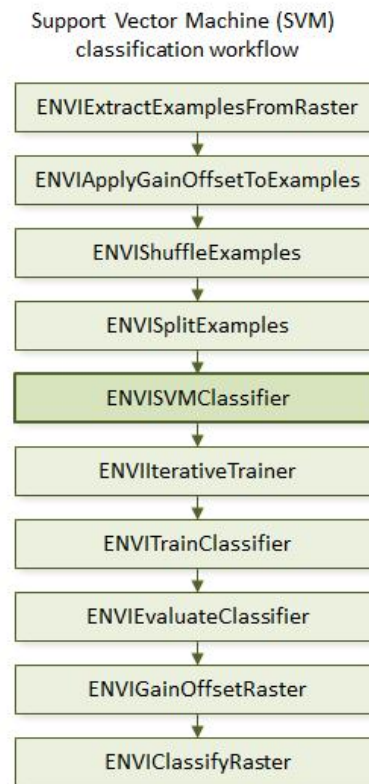 Support Vector Machine (SVM)
classification workflow
ENVIExtractExamplesFromRaster
ENVIApplyGainOffsetToExamples
ENVIShuffleExamples
ENVISplitExamples
ENVISVMClassifier
ENVIIterativeTrainer
ENVITrainClassifier
ENVIEvaluateClassifier
ENVIGainOffsetRaster
ENVIClassifyRaster